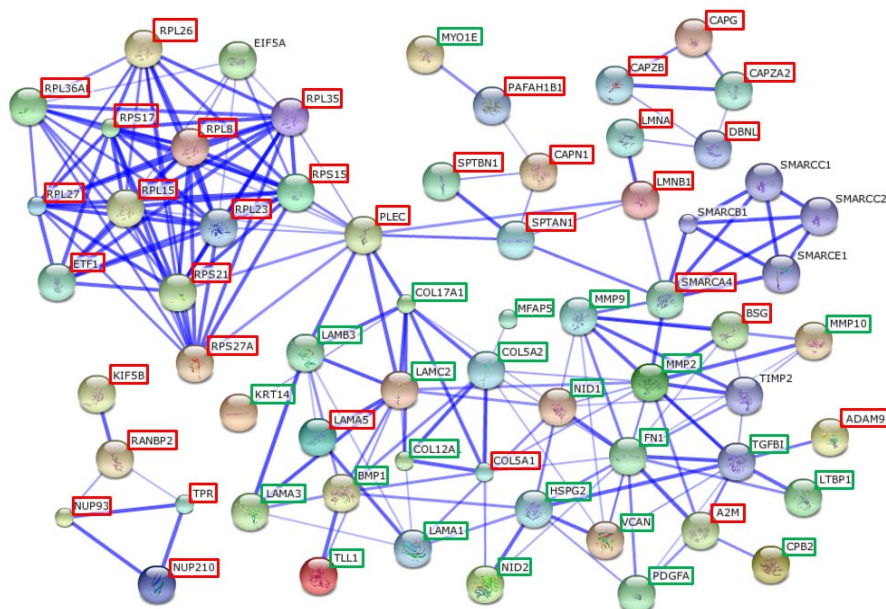 RPL26
EIF5A
MYO1E
CAPG
RPL36AL
RPL35
PAFAH1B1
CAPZB
CAPZA2
RPS17
RPL8
LMNA
DBNL
SPTBN1
CAPN1
SMARCC1
RPL27
RPL15
RPS15
LMNB1
SMARCC2
RPL23
PLEC
SMARCB1
SPTAN1
ETF1
RPS21
SMARCE1
SMARCA4
COL17A1
MFAP5
MMP9
BSG
MMP10
RPS27A
LAMB3
COL5A2
MMP2
KIF5B
LAMC2
NID1
TIMP2
KRT14
LAMA5
ADAM9
RANBP2
COL12A1
COL5A1
FN1
TGFBI
NUP93
TPR
LAMA3
BMP1
HSPG2
LTBP1
LAMA1
VCAN
A2M
NUP210
TLL1
NID2
PDGFA
CPB2